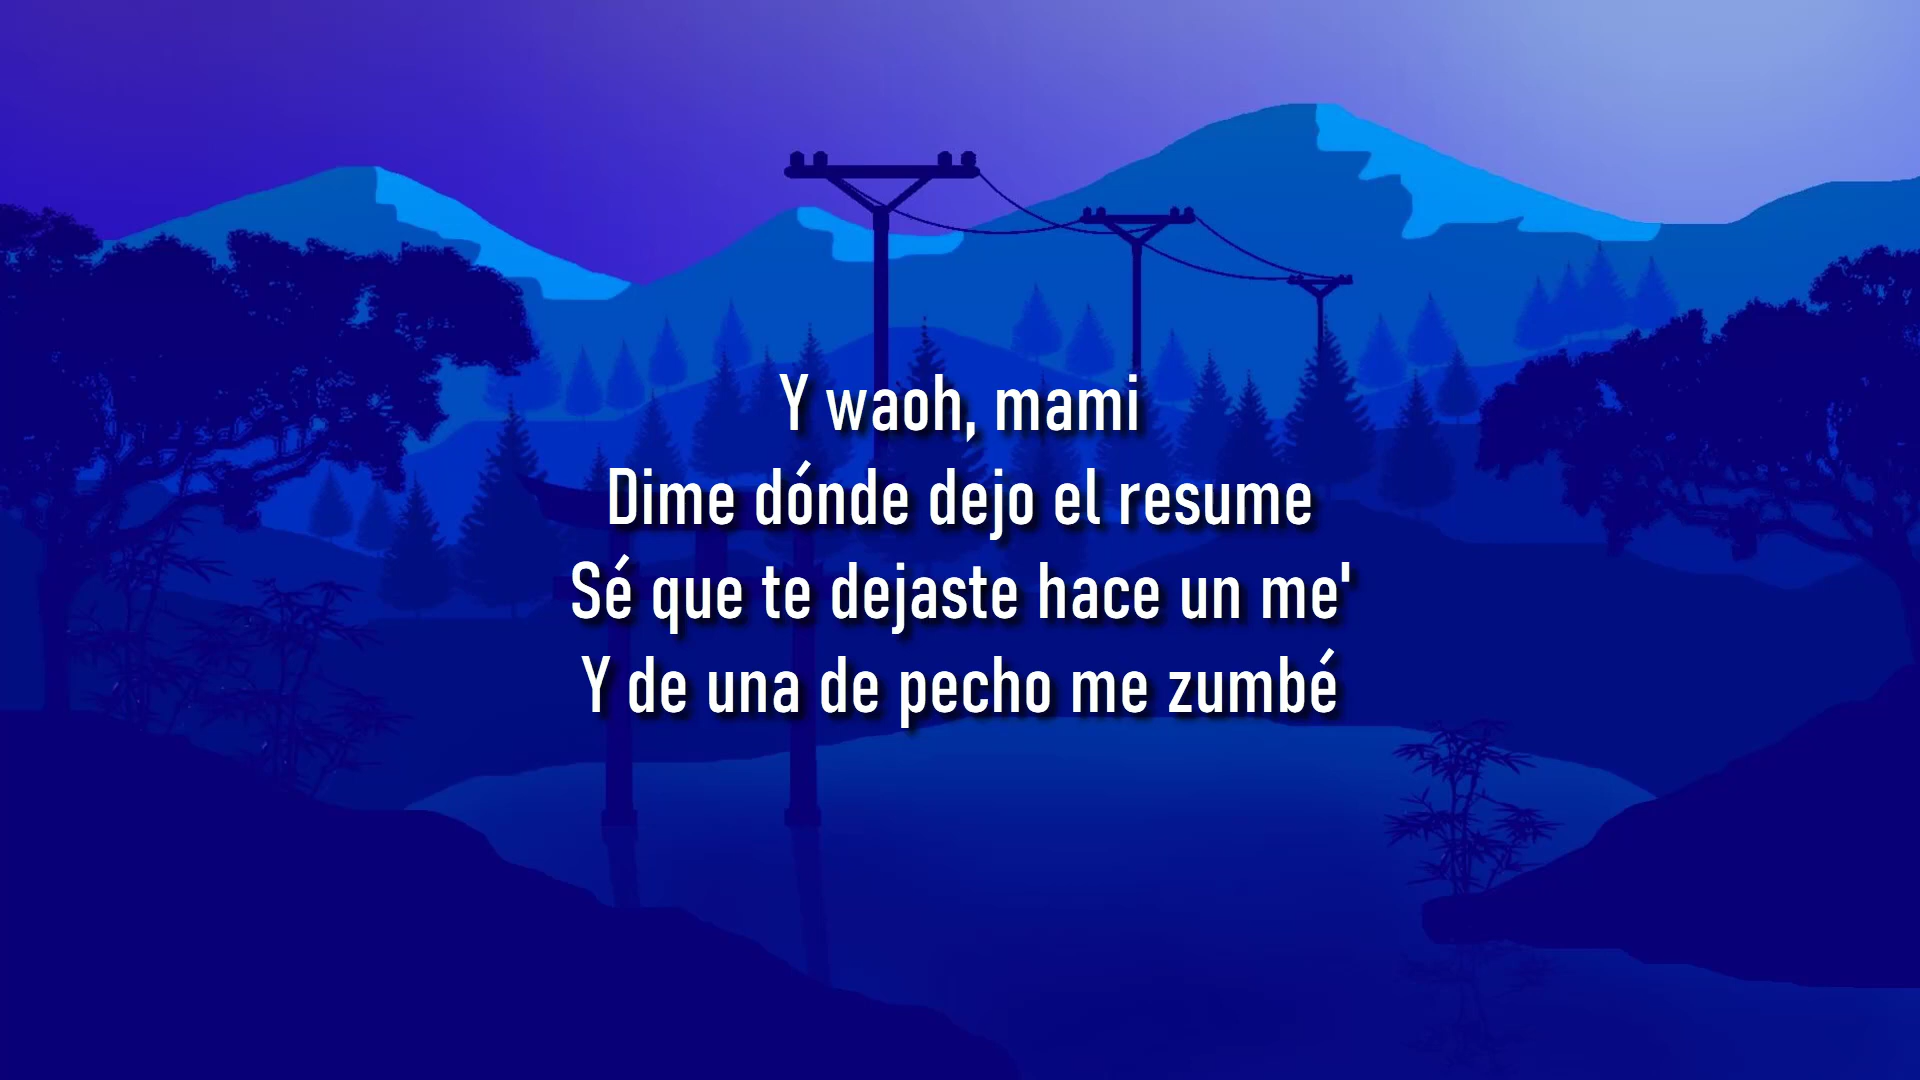 Y waoh, mami
Dime dónde dejo el resume
Sé que te dejaste hace un me'
Y de una de pecho me zumbé